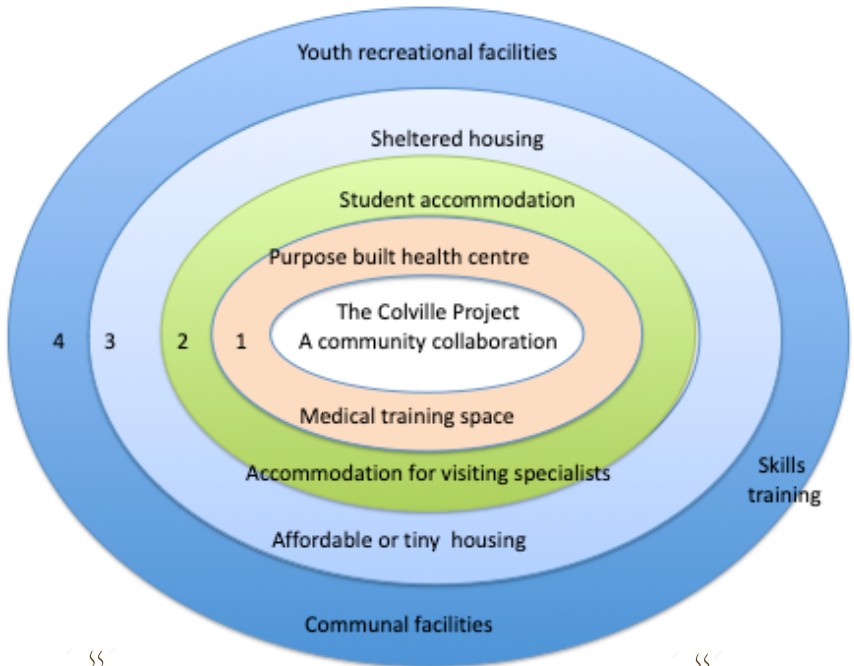 Youth recreational facilities
Sheltered housing
Student accommodation
Purpose built health centre
The Colville Project
A community collaboration
4 3 2 1
Medical training space
Accommodation for visiting specialists
Skills
training
Affordable or tiny housing
Communal facilities